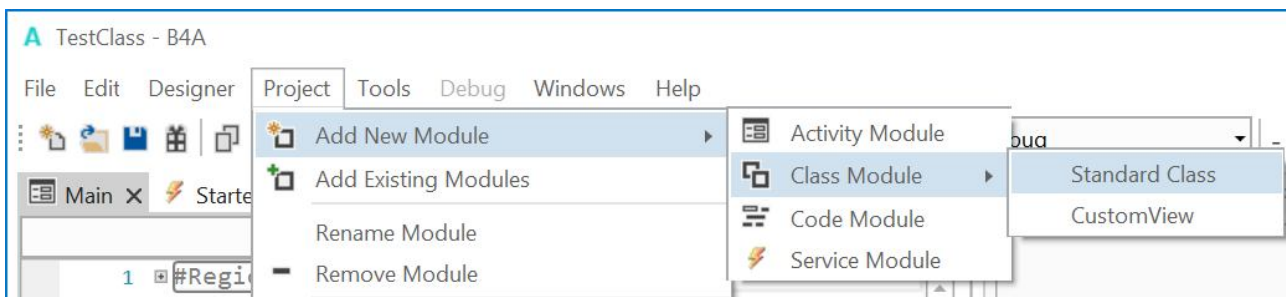 A TestClass - B4A
File Edit Designer Project Tools Debug Windows Help
Add New Module
Activity Module
Add Existing Modules
Class Module
Standard Class
Main
Rename Module
Code Module
CustomView
1 #Regi
Remove Module
Service Module